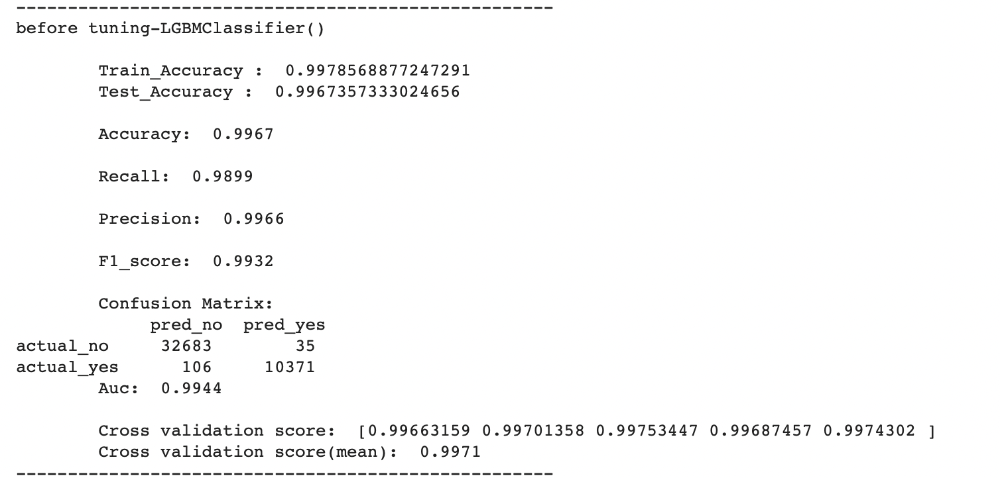 ----------------------------------------------------
before tuning-LGBMClassifier()
Train_Accuracy :  0.9978568877247291
Test_Accuracy :  0.9967357333024656
Accuracy:  0.9967
Recall:  0.9899
Precision:  0.9966
F1_score:  0.9932
Confusion Matrix:
pred_no  pred_yes
actual_no     32683        35
actual_yes      106     10371
Auc:  0.9944
Cross validation score:  [0.99663159 0.99701358 0.99753447 0.99687457 0.9974302 ]
Cross validation score(mean):  0.9971
----------------------------------------------------